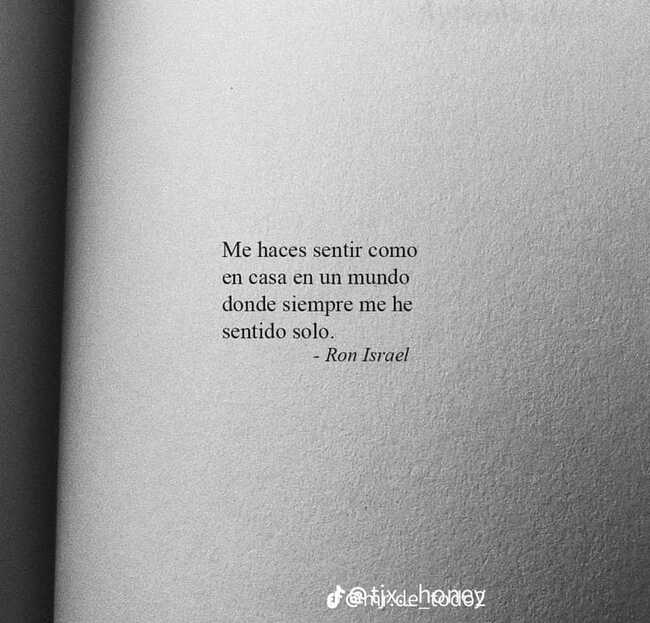 Me haces sentir como
en casa en un mundo
donde siempre me he
sentido solo.
- Ron Israel